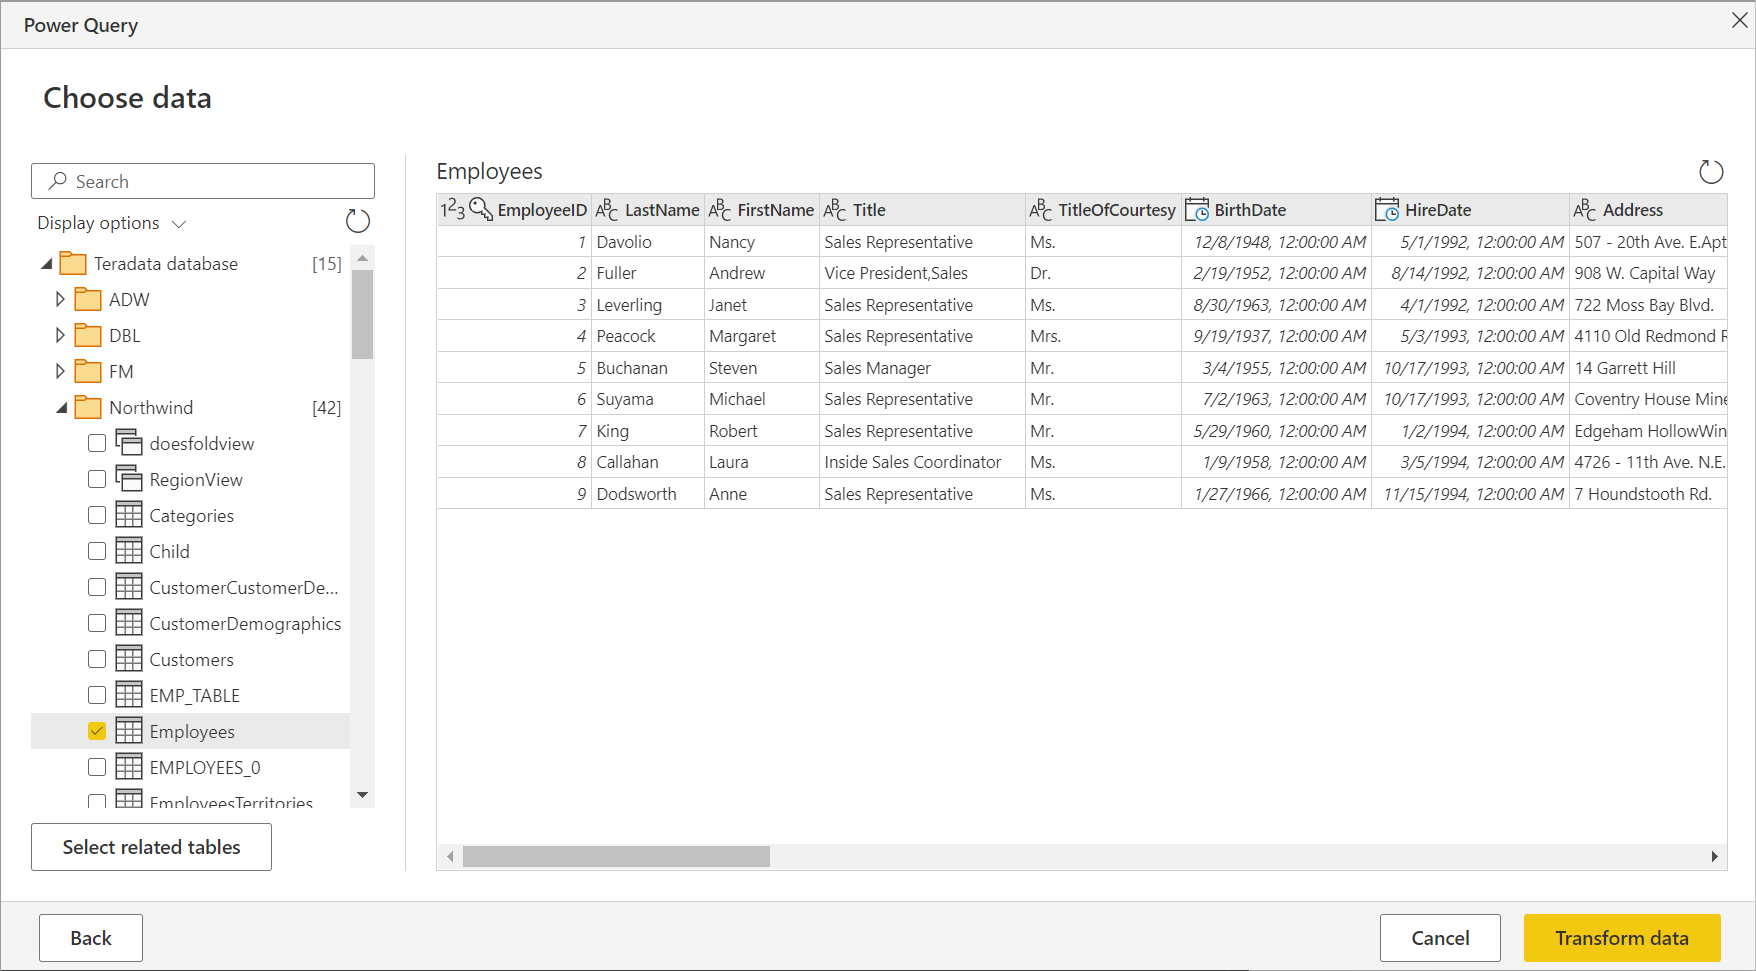 Power Query
Choose data
Search
Display options
Teradata database [15]
ADW
DBL
FM
Northwind [42]
doesfoldview
RegionView
Categories
Child
CustomerCustomerDe...
CustomerDemographics
Customers
EMP_TABLE
Employees
EMPLOYEES_0
EmployeesTerritories
Select related tables
Employees
123 EmployeeID ABC LastName ABC FirstName ABC Title ABC TitleOfCourtesy BirthDate HireDate ABC Address
1 Davolio Nancy Sales Representative Ms. 12/8/1948, 12:00:00 AM 5/1/1992, 12:00:00 AM 507 - 20th Ave. E.Apt
2 Fuller Andrew Vice President,Sales Dr. 2/19/1952, 12:00:00 AM 8/14/1992, 12:00:00 AM 908 W. Capital Way
3 Leverling Janet Sales Representative Ms. 8/30/1963, 12:00:00 AM 4/1/1992, 12:00:00 AM 722 Moss Bay Blvd.
4 Peacock Margaret Sales Representative Mrs. 9/19/1937, 12:00:00 AM 5/3/1993, 12:00:00 AM 4110 Old Redmond R
5 Buchanan Steven Sales Manager Mr. 3/4/1955, 12:00:00 AM 10/17/1993, 12:00:00 AM 14 Garrett Hill
6 Suyama Michael Sales Representative Mr. 7/2/1963, 12:00:00 AM 10/17/1993, 12:00:00 AM Coventry House Mine
7 King Robert Sales Representative Mr. 5/29/1960, 12:00:00 AM 1/2/1994, 12:00:00 AM Edgeham HollowWin
8 Callahan Laura Inside Sales Coordinator Ms. 1/9/1958, 12:00:00 AM 3/5/1994, 12:00:00 AM 4726 - 11th Ave. N.E.
9 Dodsworth Anne Sales Representative Ms. 1/27/1966, 12:00:00 AM 11/15/1994, 12:00:00 AM 7 Houndstooth Rd.
Back
Cancel
Transform data